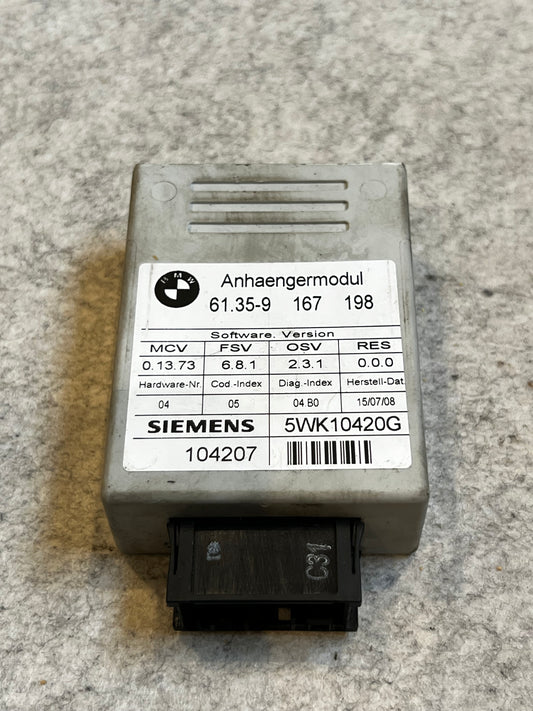 BMW
Anhaengermodul
61.35-9 167 198
Software. Version
MCV FSV OSV RES
0.13.73 6.8.1 2.3.1 0.0.0
Hardware-Nr. Cod.-Index Diag.-Index Herstell-Dat
04 05 04.B0 15/07/08
SIEMENS 5WK10420G
104207
C31